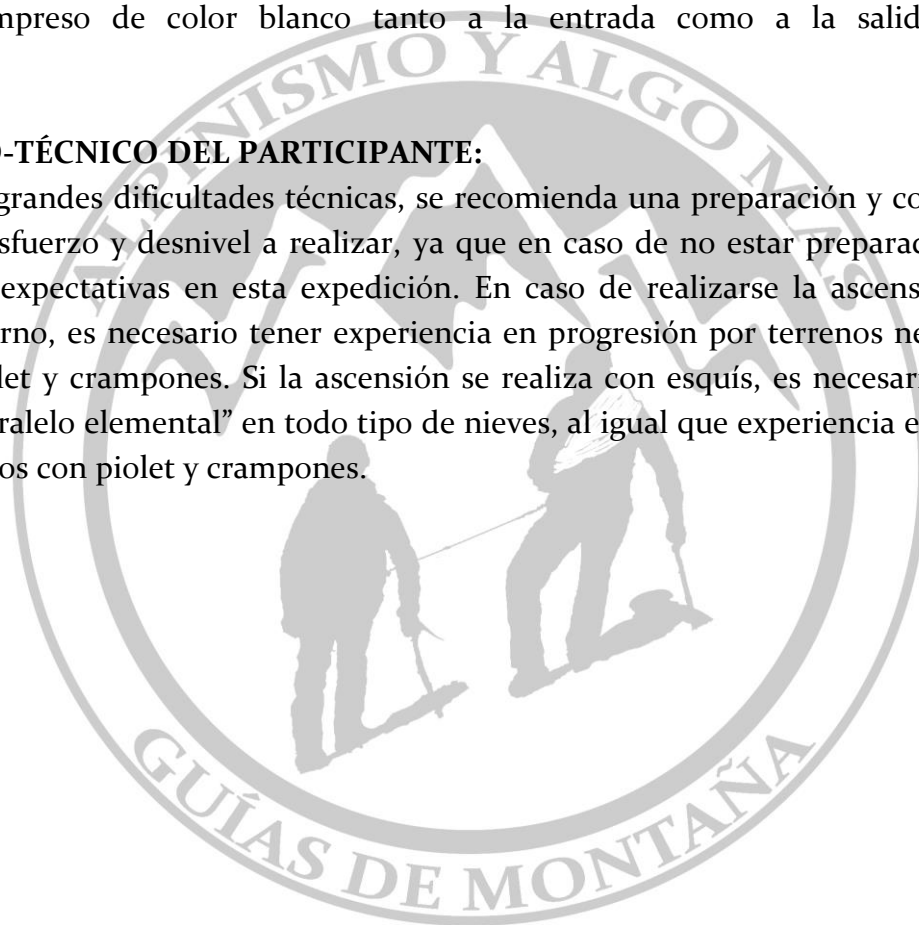 mpreso de color blanco tanto a la entrada como a la salid
-TÉCNICO DEL PARTICIPANTE:
grandes dificultades técnicas, se recomienda una preparación y co
sfuerzo y desnivel a realizar, ya que en caso de no estar preparad
expectativas en esta expedición. En caso de realizarse la ascens
rno, es necesario tener experiencia en progresión por terrenos ne
let y crampones. Si la ascensión se realiza con esquís, es necesari
ralelo elemental” en todo tipo de nieves, al igual que experiencia e
os con piolet y crampones.
ALPINISMO Y ALGO MAS
GUÍAS DE MONTAÑA